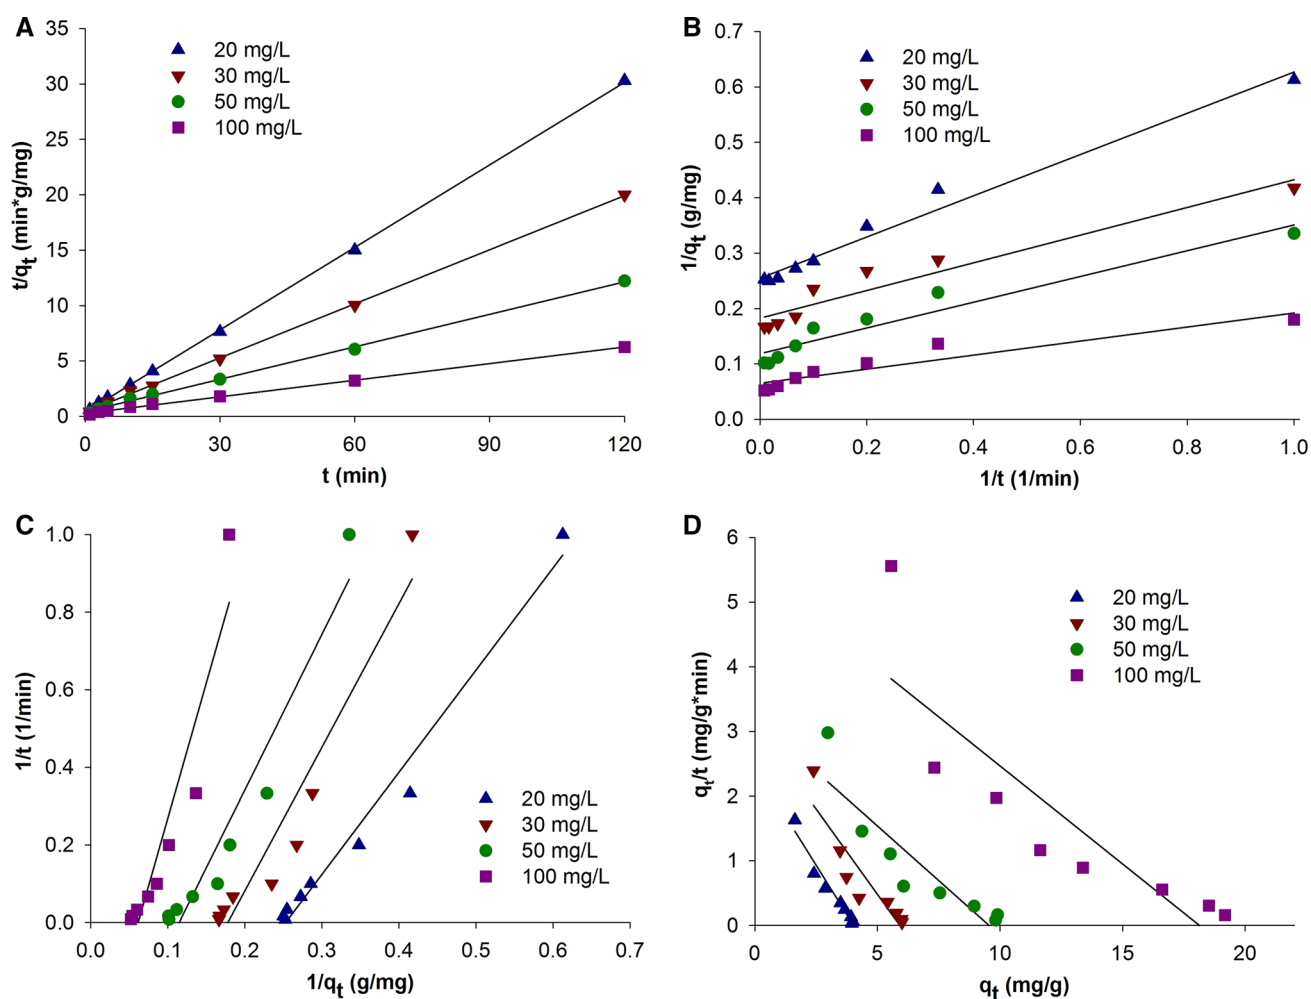 A
35
30
25
20
15
10
5
0
t/qt (min*g/mg)
20 mg/L
30 mg/L
50 mg/L
100 mg/L
0 30 60 90 120
t (min)
B
0.7
0.6
0.5
0.4
0.3
0.2
0.1
0.0
1/qt (g/mg)
20 mg/L
30 mg/L
50 mg/L
100 mg/L
0.0 0.2 0.4 0.6 0.8 1.0
1/t (1/min)
C
1.0
0.8
0.6
0.4
0.2
0.0
1/t (1/min)
20 mg/L
30 mg/L
50 mg/L
100 mg/L
0.0 0.1 0.2 0.3 0.4 0.5 0.6 0.7
1/qt (g/mg)
D
6
5
4
3
2
1
0
qt/t (mg/g*min)
20 mg/L
30 mg/L
50 mg/L
100 mg/L
0 5 10 15 20
qt (mg/g)